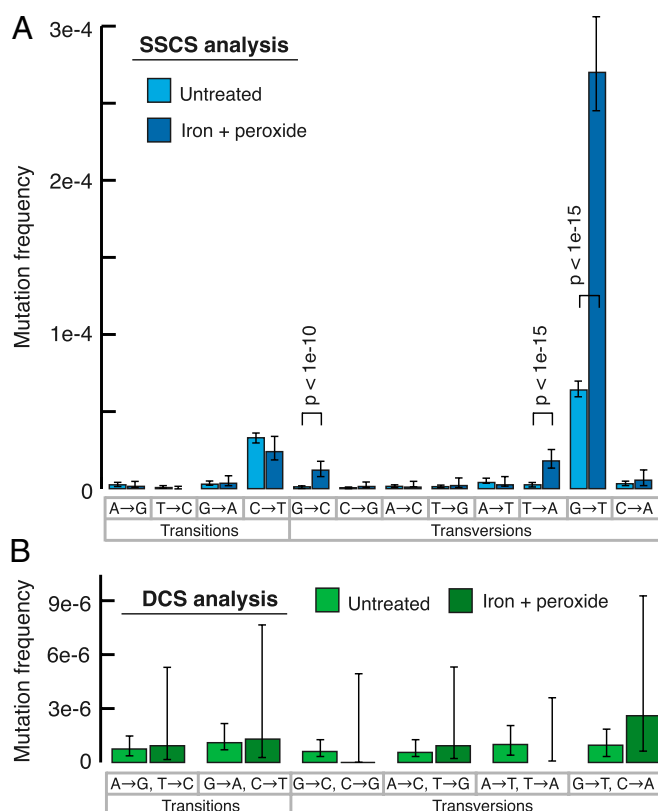 A
SSCS analysis
Untreated
Iron + peroxide
Mutation frequency
3e-4
2e-4
1e-4
0
p < 1e-10
p < 1e-15
p < 1e-15
A→G T→C G→A C→T G→C C→G A→C T→G A→T T→A G→T C→A
Transitions Transversions
B
DCS analysis
Untreated
Iron + peroxide
Mutation frequency
9e-6
6e-6
3e-6
0
A→G, T→C G→A, C→T G→C, C→G A→C, T→G A→T, T→A G→T, C→A
Transitions Transversions